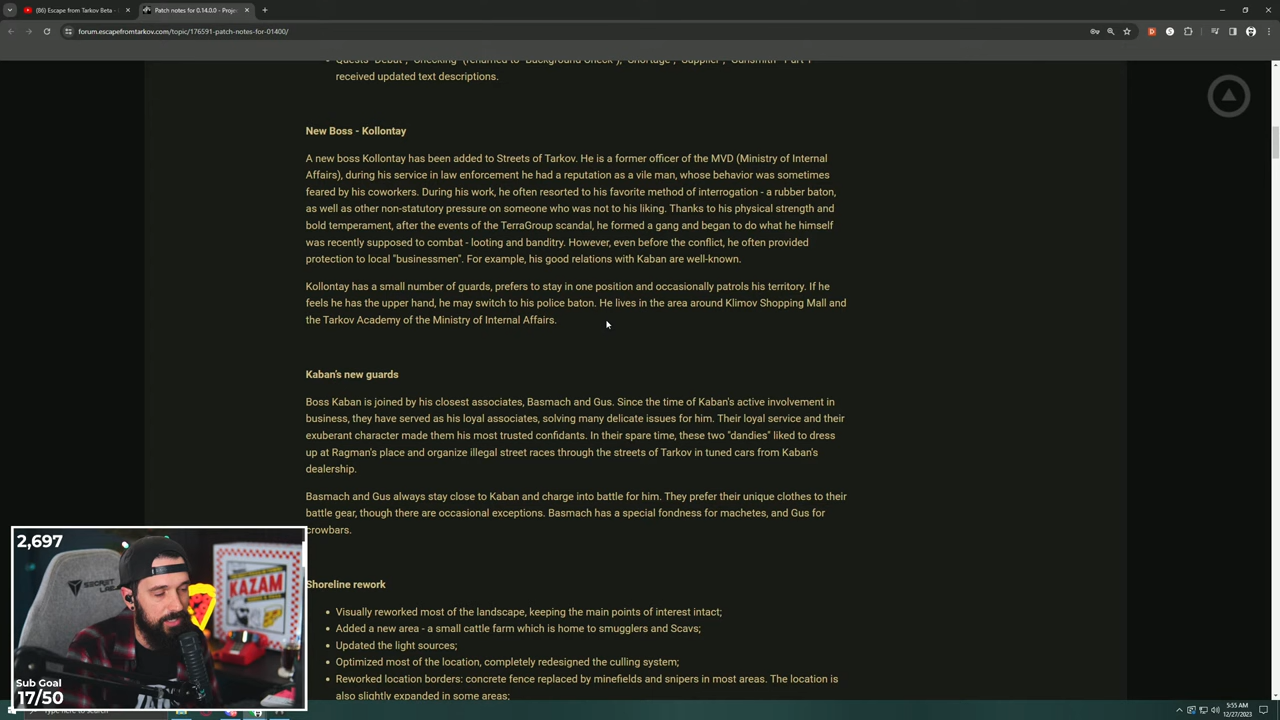 (86) Escape from Tarkov Beta -
Patch notes for 0.14.0.0 - Proje
forum.escapefromtarkov.com/topic/176591-patch-notes-for-01400/
Quests "Debut", "Checking" (returned to "Background Check"), "Shortage", "Supplier", "Gunsmith - Part 1"
received updated text descriptions.
New Boss - Kollontay
A new boss Kollontay has been added to Streets of Tarkov. He is a former officer of the MVD (Ministry of Internal
Affairs), during his service in law enforcement he had a reputation as a vile man, whose behavior was sometimes
feared by his coworkers. During his work, he often resorted to his favorite method of interrogation - a rubber baton,
as well as other non-statutory pressure on someone who was not to his liking. Thanks to his physical strength and
bold temperament, after the events of the TerraGroup scandal, he formed a gang and began to do what he himself
was recently supposed to combat - looting and banditry. However, even before the conflict, he often provided
protection to local "businessmen". For example, his good relations with Kaban are well-known.
Kollontay has a small number of guards, prefers to stay in one position and occasionally patrols his territory. If he
feels he has the upper hand, he may switch to his police baton. He lives in the area around Klimov Shopping Mall and
the Tarkov Academy of the Ministry of Internal Affairs.
Kaban's new guards
Boss Kaban is joined by his closest associates, Basmach and Gus. Since the time of Kaban's active involvement in
business, they have served as his loyal associates, solving many delicate issues for him. Their loyal service and their
exuberant character made them his most trusted confidants. In their spare time, these two "dandies" liked to dress
up at Ragman's place and organize illegal street races through the streets of Tarkov in tuned cars from Kaban's
dealership.
Basmach and Gus always stay close to Kaban and charge into battle for him. They prefer their unique clothes to their
battle gear, though there are occasional exceptions. Basmach has a special fondness for machetes, and Gus for
crowbars.
Shoreline rework
Visually reworked most of the landscape, keeping the main points of interest intact;
Added a new area - a small cattle farm which is home to smugglers and Scavs;
Updated the light sources;
Optimized most of the location, completely redesigned the culling system;
Reworked location borders: concrete fence replaced by minefields and snipers in most areas. The location is
also slightly expanded in some areas;
2,697
KAZAM
SECRET
Sub Goal
17/50
Type here to search
9:55 AM
12/27/2023